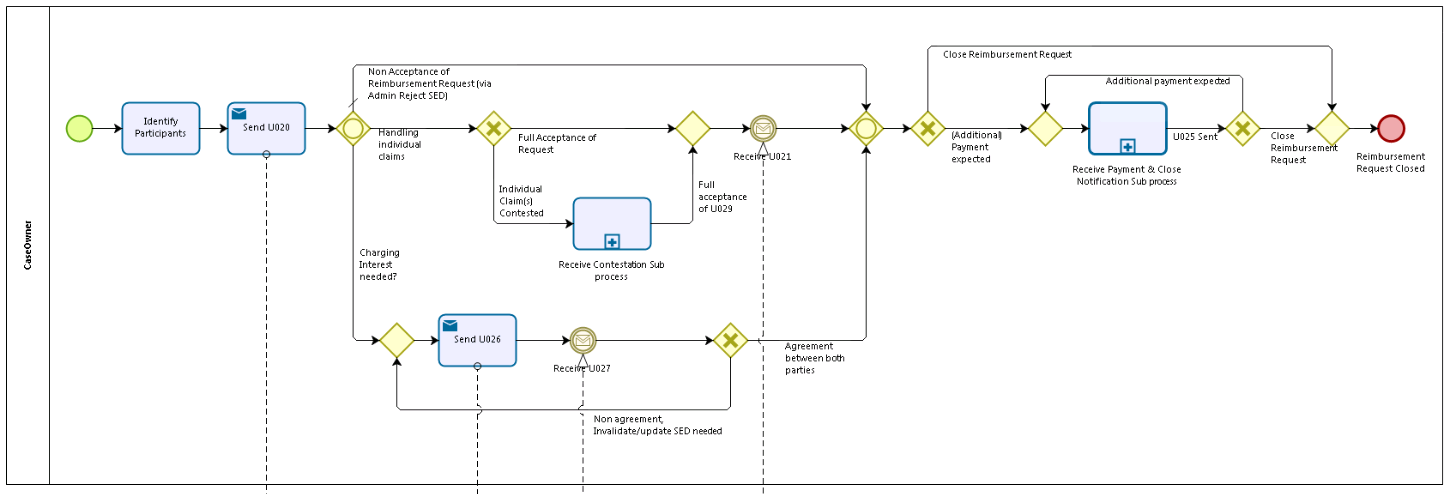 CaseOwner
Identify
Participants
Send U020
Non Acceptance of
Reimbursement Request (via
Admin Reject SED)
Handling
individual
claims
Full Acceptance of
Request
Individual
Claim(s)
Contested
Receive Contestation Sub
process
Full
acceptance
of U029
Receive U021
Charging
Interest
needed?
Send U026
Receive U027
Non agreement,
Invalidate/update SED needed
Agreement
between both
parties
Close Reimbursement Request
(Additional)
Payment
expected
Additional payment expected
Receive Payment & Close
Notification Sub process
U025 Sent
Close
Reimbursement
Request
Reimbursement
Request Closed